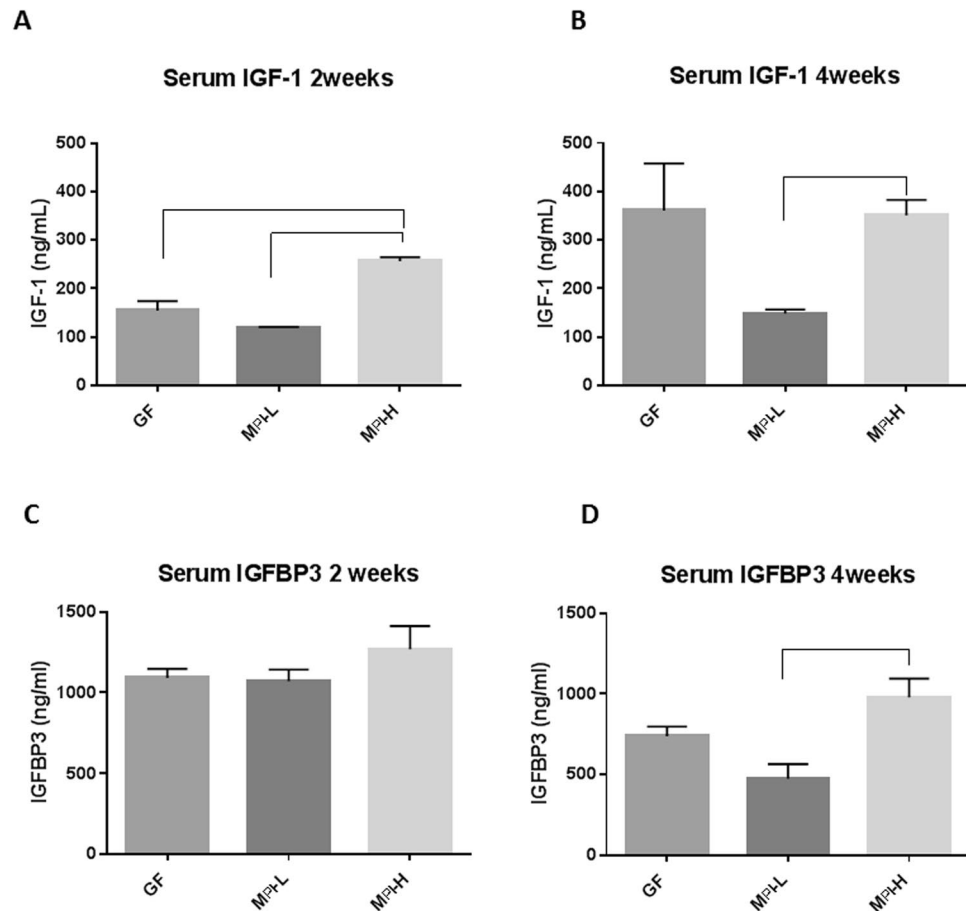 A
Serum IGF-1 2weeks
IGF-1 (ng/mL)
500
400
300
200
100
0
GF
MPI-L
MPI-H
B
Serum IGF-1 4weeks
IGF-1 (ng/mL)
500
400
300
200
100
0
GF
MPI-L
MPI-H
C
Serum IGFBP3 2 weeks
IGFBP3 (ng/ml)
1500
1000
500
0
GF
MPI-L
MPI-H
D
Serum IGFBP3 4weeks
IGFBP3 (ng/ml)
1500
1000
500
0
GF
MPI-L
MPI-H